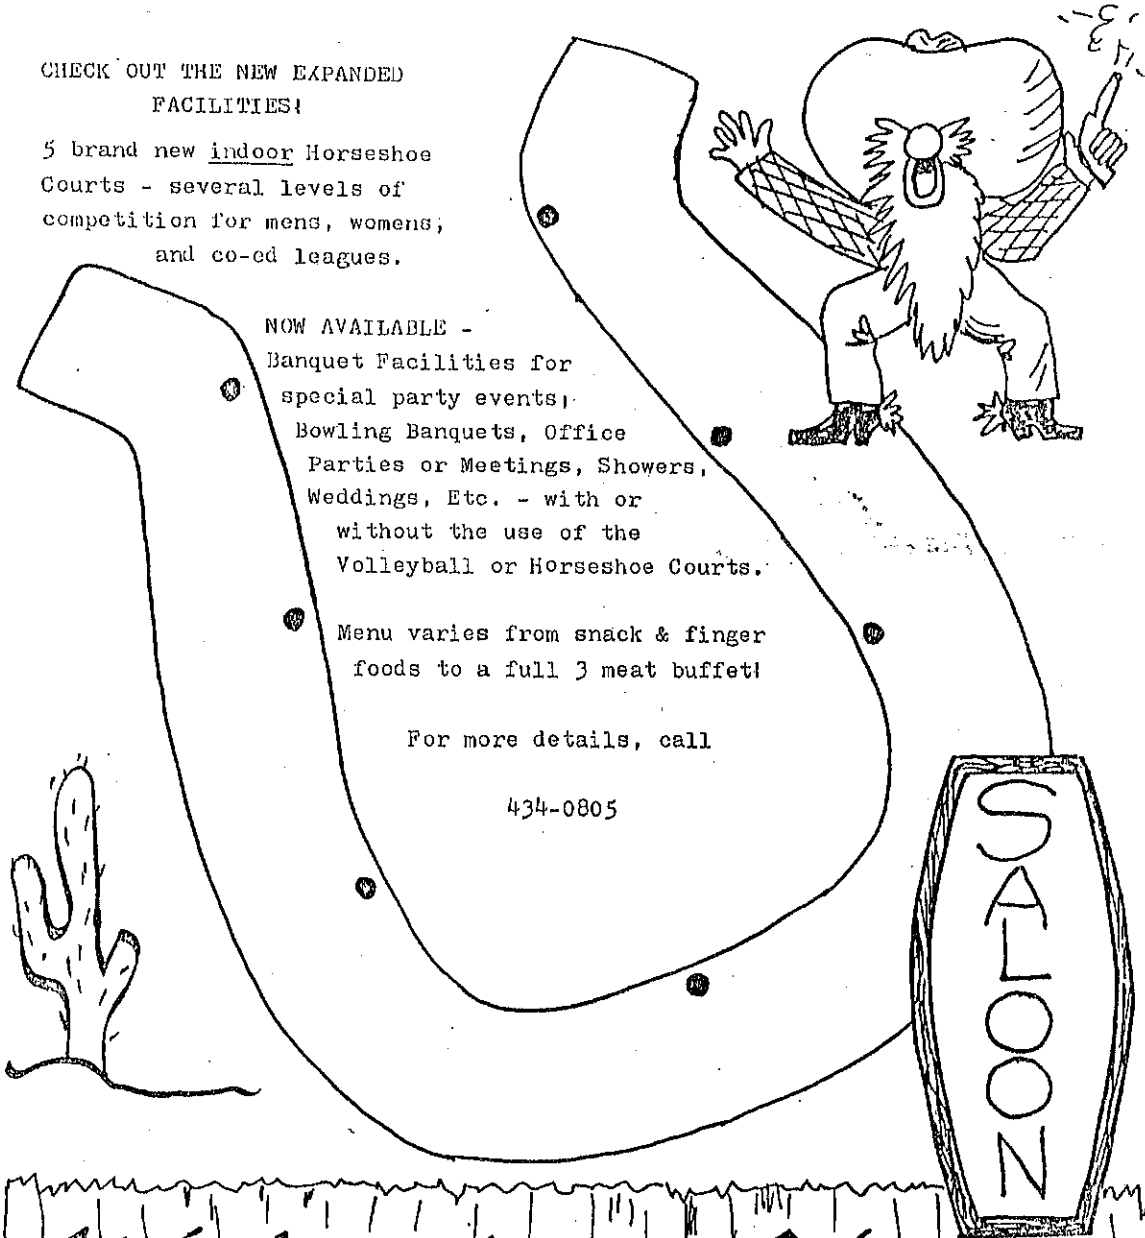 CHECK OUT THE NEW EXPANDED
FACILITIES!
5 brand new indoor Horseshoe
Courts - several levels of
competition for mens, womens,
and co-ed leagues.
NOW AVAILABLE -
Banquet Facilities for
special party events,
Bowling Banquets, Office
Parties or Meetings, Showers,
Weddings, Etc. - with or
without the use of the
Volleyball or Horseshoe Courts.
Menu varies from snack & finger
foods to a full 3 meat buffet!
For more details, call
434-0805
SALOON